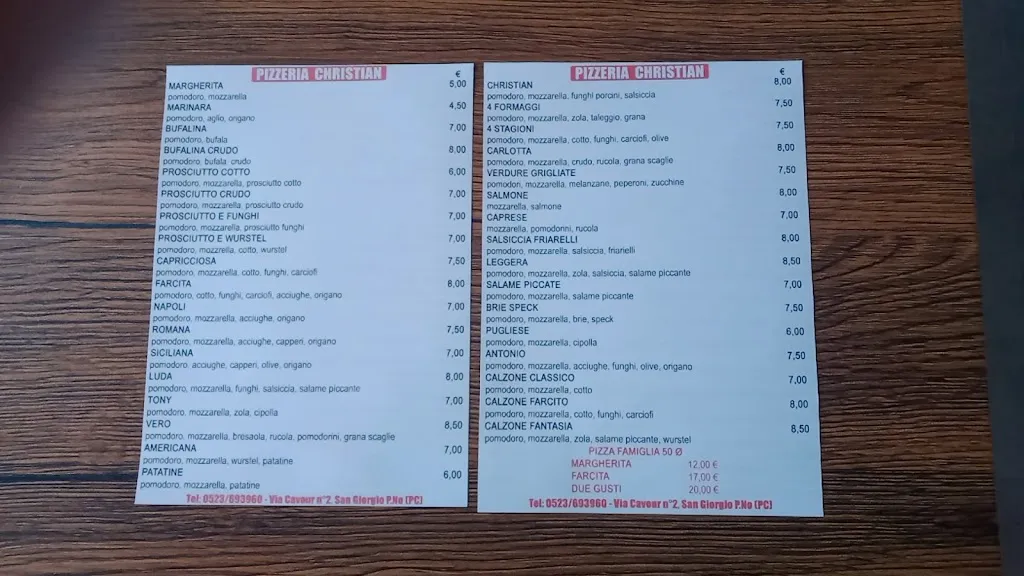 PIZZERIA CHRISTIAN
€
MARGHERITA 5,00
pomodoro, mozzarella
MARINARA 4,50
pomodoro, aglio, origano
BUFALINA 7,00
pomodoro, bufala
BUFALINA CRUDO 8,00
pomodoro, bufala crudo
PROSCIUTTO COTTO 6,00
pomodoro, mozzarella, prosciutto cotto
PROSCIUTTO CRUDO 7,00
pomodoro, mozzarella, prosciutto crudo
PROSCIUTTO E FUNGHI 7,00
pomodoro, mozzarella, prosciutto funghi
PROSCIUTTO E WURSTEL 7,00
pomodoro, mozzrella, cotto, wurstel
CAPRICCIOSA 7,50
pomodoro, mozzarella, cotto, funghi, carciofi
FARCITA 8,00
pomodoro, cotto, funghi, carciofi, acciughe, origano
NAPOLI 7,00
pomodoro, mozzarella, acciughe, origano
ROMANA 7,50
pomodoro, mozzarella, acciughe, capperi, origano
SICILIANA 7,00
pomodoro, acciughe, capperi, olive, origano
LUDA 8,00
pomodoro, mozzarella, funghi, salsiccia, salame piccante
TONY 7,00
pomodoro, mozzarella, zola, cipolla
VERO 8,50
pomodoro, mozzarella, bresaola, rucola, pomodorini, grana scaglie
AMERICANA 7,00
pomodoro, mozzarella, wurstel, patatine
PATATINE 6,00
pomodoro, mozzarella, patatine
Tel: 0523/693960 - Via Cavour n°2, San Giorgio P.No (PC)
PIZZERIA CHRISTIAN
€
CHRISTIAN 8,00
pomodoro, mozzarella, funghi porcini, salsiccia
4 FORMAGGI 7,50
pomodoro, mozzarella, zola, taleggio, grana
4 STAGIONI 7,50
pomodoro, mozzarella, cotto, funghi, carciofi, olive
CARLOTTA 8,00
pomodoro, mozzarella, crudo, rucola, grana scaglie
VERDURE GRIGLIATE 7,50
pomodori, mozzarella, melanzane, peperoni, zucchine
SALMONE 8,00
mozzarella, salmone
CAPRESE 7,00
mozzarella, pomodorini, rucola
SALSICCIA FRIARELLI 8,00
pomodoro, mozzarella, salsiccia, friarielli
LEGGERA 8,50
pomodoro, mozzarella, zola, salsiccia, salame piccante
SALAME PICCATE 7,00
pomodoro, mozzarella, salame piccante
BRIE SPECK 7,50
pomodoro, mozzarella, brie, speck
PUGLIESE 6,00
pomodoro, mozzarella, cipolla
ANTONIO 7,50
pomodoro, mozzarella, acciughe, funghi, olive, origano
CALZONE CLASSICO 7,00
pomodoro, mozzarella, cotto
CALZONE FARCITO 8,00
pomodoro, mozzarella, cotto, funghi, carciofi
CALZONE FANTASIA 8,50
pomodoro, mozzarella, zola, salame piccante, wurstel
PIZZA FAMIGLIA 50 Ø
MARGHERITA 12,00 €
FARCITA 17,00 €
DUE GUSTI 20,00 €
Tel: 0523/693960 - Via Cavour n°2, San Giorgio P.No (PC)